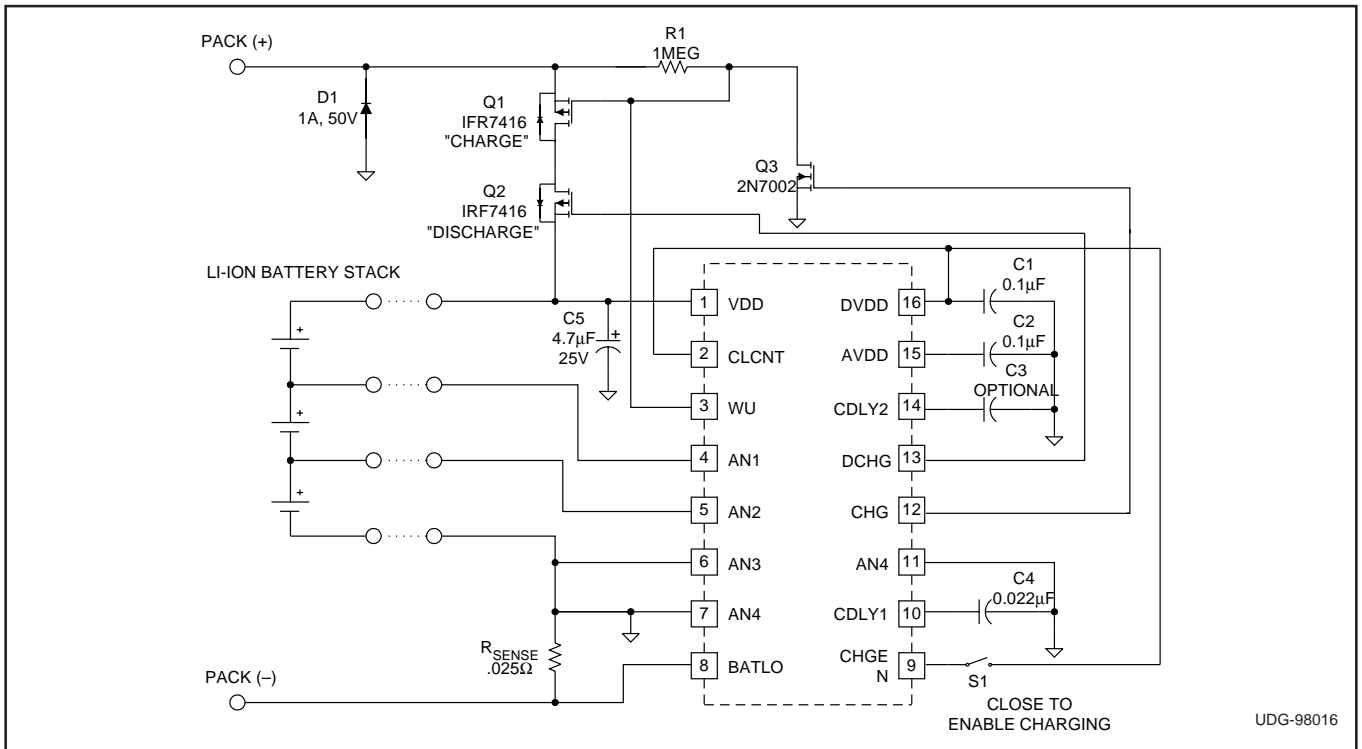 PACK (+)
R1
1MEG
D1
1A, 50V
Q1
IFR7416
"CHARGE"
Q3
2N7002
Q2
IRF7416
"DISCHARGE"
LI-ION BATTERY STACK
+
+
+
C5
4.7µF
25V
+
1
VDD
2
CLCNT
3
WU
4
AN1
5
AN2
6
AN3
7
AN4
8
BATLO
DVDD
16
AVDD
15
CDLY2
14
DCHG
13
CHG
12
AN4
11
CDLY1
10
CHGE
N
9
C1
0.1µF
C2
0.1µF
C3
OPTIONAL
C4
0.022µF
S1
CLOSE TO
ENABLE CHARGING
RSENSE
.025Ω
PACK (–)
UDG-98016